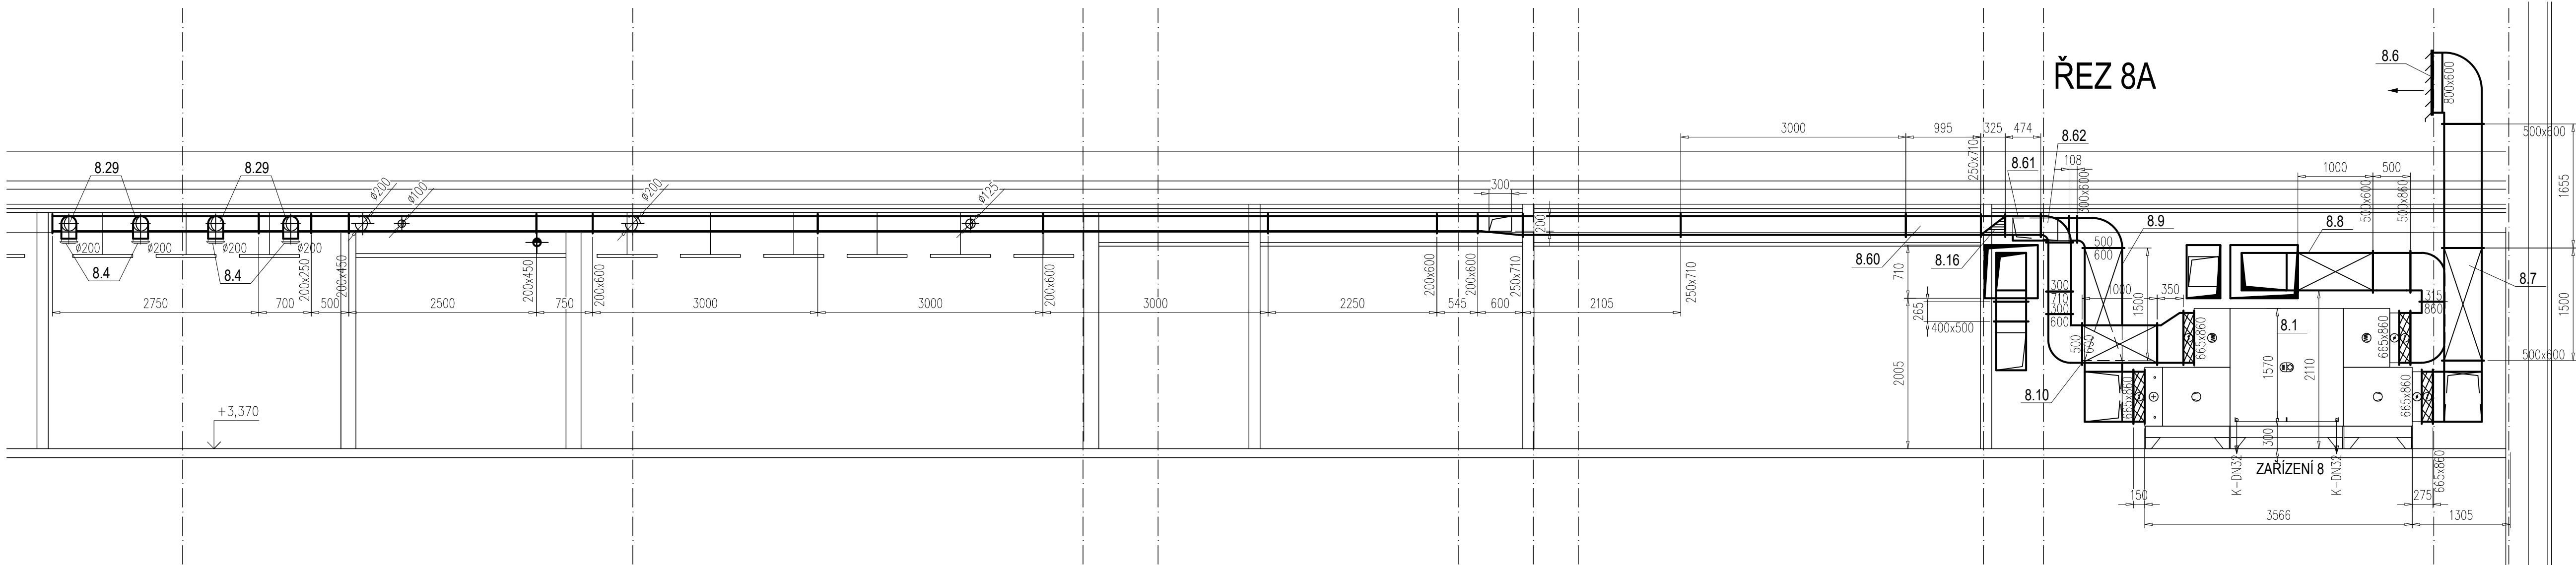 ŘEZ 8A
8.6
800x600
500x600
1655
3000
995
325
474
250x710
8.62
108
300x600
8.61
1000
500
500x600
500x860
8.29
8.29
ø200
ø100
ø200
ø125
300
200
8.9
8.8
ø200
ø200
ø200
ø200
8.4
8.4
200x250
200x450
200x450
200x600
200x600
200x600
200x600
250x710
250x710
8.60
8.16
500
600
710
265
400x500
300
710
300
600
1000
350
1500
8.7
1500
315
860
2750
700
500
2500
750
3000
3000
3000
2250
545
600
2105
8.1
500
600
665x860
1570
2110
665x860
500x600
2005
8.10
665x860
665x860
+3,370
300
K-DN32
ZAŘÍZENÍ 8
K-DN32
665x860
150
275
3566
1305